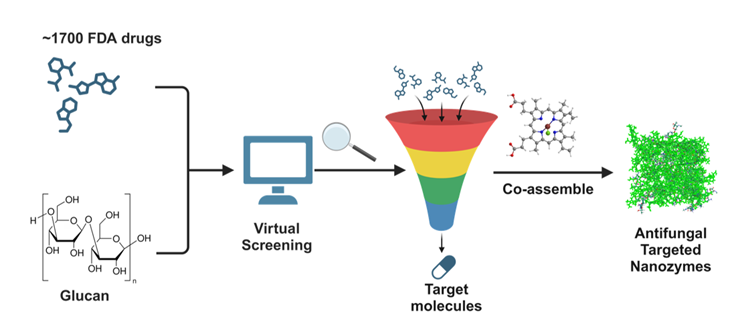 ~1700 FDA drugs
OH
O
OH
H
O
O
O
O
OH
OH
OH
OH
OH
n
Glucan
Virtual
Screening
Co-assemble
Target
molecules
Antifungal
Targeted
Nanozymes